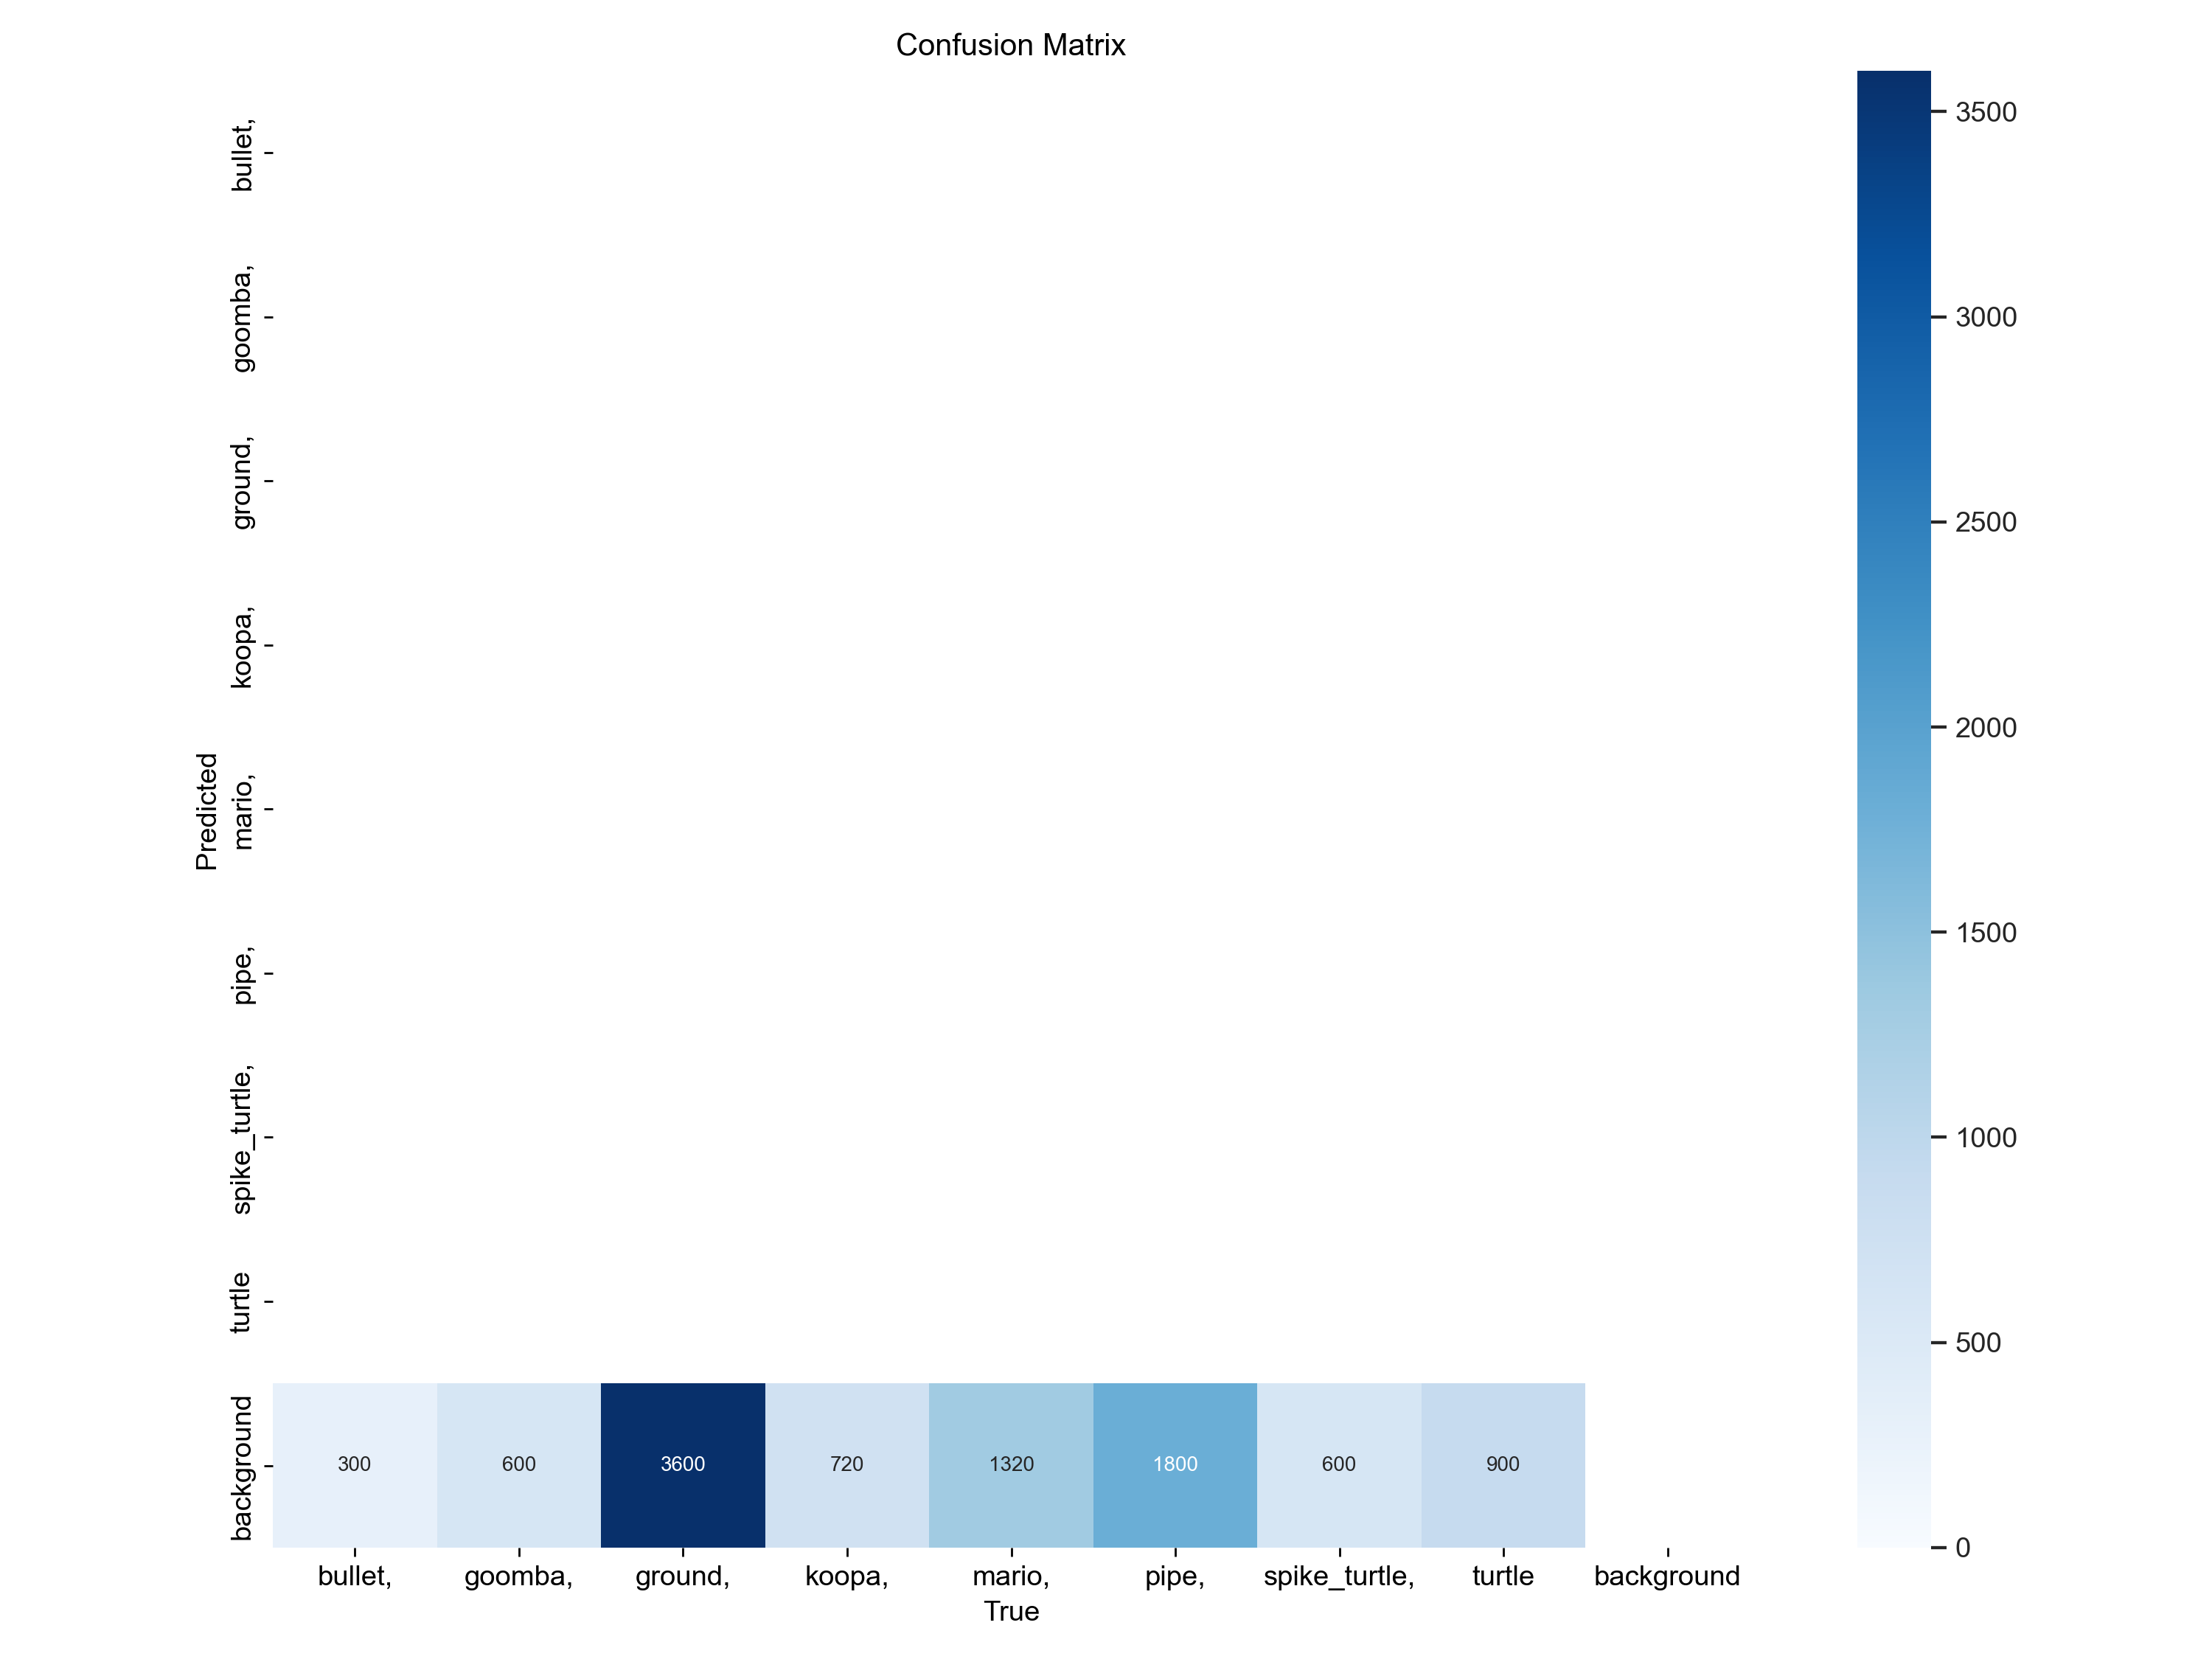 Confusion Matrix
bullet,
goomba,
ground,
koopa,
mario,
pipe,
spike_turtle,
turtle
background
Predicted
300 600 3600 720 1320 1800 600 900
bullet, goomba, ground, koopa, mario, pipe, spike_turtle, turtle background
True
3500
3000
2500
2000
1500
1000
500
0